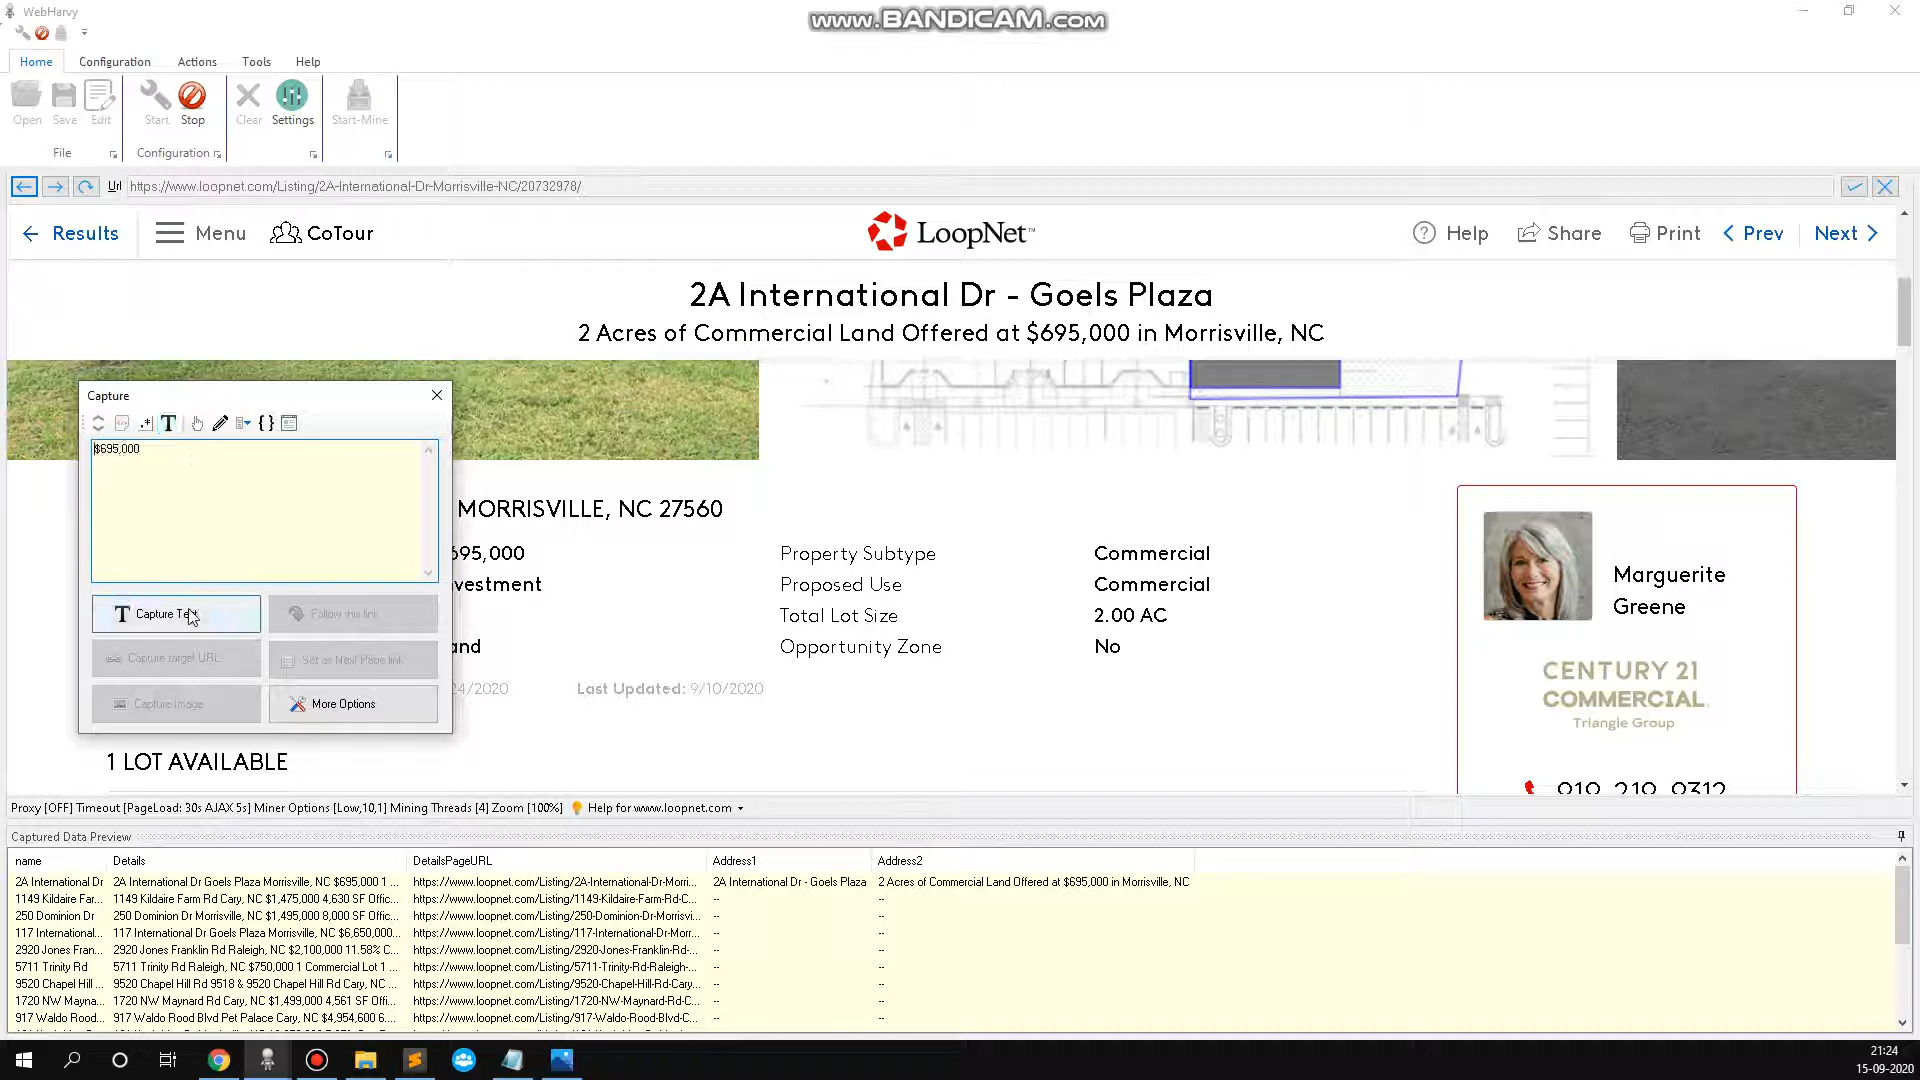 WebHarvy
www.BANDICAM.com
Home Configuration Actions Tools Help
Open Save Edit Start Stop Clear Settings Start-Mine
File Configuration
Url https://www.loopnet.com/Listing/2A-International-Dr-Morrisville-NC/20732978/
Results Menu CoTour LoopNet™ Help Share Print Prev Next
2A International Dr - Goels Plaza
2 Acres of Commercial Land Offered at $695,000 in Morrisville, NC
Capture
$695,000
Capture Text Follow this link
Capture target URL Set as Next Page link
Capture Image More Options
MORRISVILLE, NC 27560
695,000 Property Subtype Commercial
nvestment Proposed Use Commercial
Total Lot Size 2.00 AC
and Opportunity Zone No
24/2020 Last Updated: 9/10/2020
Marguerite
Greene
CENTURY 21
COMMERCIAL
Triangle Group
919 219 9312
1 LOT AVAILABLE
Proxy [OFF] Timeout [PageLoad: 30s AJAX 5s] Miner Options [Low,10,1] Mining Threads [4] Zoom [100%] Help for www.loopnet.com
Captured Data Preview
name Details DetailsPageURL Address1 Address2
2A International Dr 2A International Dr Goels Plaza Morrisville, NC $695,000 1 ... https://www.loopnet.com/Listing/2A-International-Dr-Morri... 2A International Dr - Goels Plaza 2 Acres of Commercial Land Offered at $695,000 in Morrisville, NC
1149 Kildaire Far... 1149 Kildaire Farm Rd Cary, NC $1,475,000 4,630 SF Offic... https://www.loopnet.com/Listing/1149-Kildaire-Farm-Rd-C... -- --
250 Dominion Dr 250 Dominion Dr Morrisville, NC $1,495,000 8,000 SF Offic... https://www.loopnet.com/Listing/250-Dominion-Dr-Morrisvi... -- --
117 International... 117 International Dr Goels Plaza Morrisville, NC $6,650,000... https://www.loopnet.com/Listing/117-International-Dr-Morr... -- --
2920 Jones Fran... 2920 Jones Franklin Rd Raleigh, NC $2,100,000 11.58% C... https://www.loopnet.com/Listing/2920-Jones-Franklin-Rd-... -- --
5711 Trinity Rd 5711 Trinity Rd Raleigh, NC $750,000 1 Commercial Lot 1 ... https://www.loopnet.com/Listing/5711-Trinity-Rd-Raleigh-... -- --
9520 Chapel Hill ... 9520 Chapel Hill Rd 9518 & 9520 Chapel Hill Rd Cary, NC ... https://www.loopnet.com/Listing/9520-Chapel-Hill-Rd-Cary... -- --
1720 NW Mayna... 1720 NW Maynard Rd Cary, NC $1,499,000 4,561 SF Offi... https://www.loopnet.com/Listing/1720-NW-Maynard-Rd-C... -- --
917 Waldo Rood... 917 Waldo Rood Blvd Pet Palace Cary, NC $4,954,600 6.... https://www.loopnet.com/Listing/917-Waldo-Rood-Blvd-C... -- --
21:24
15-09-2020